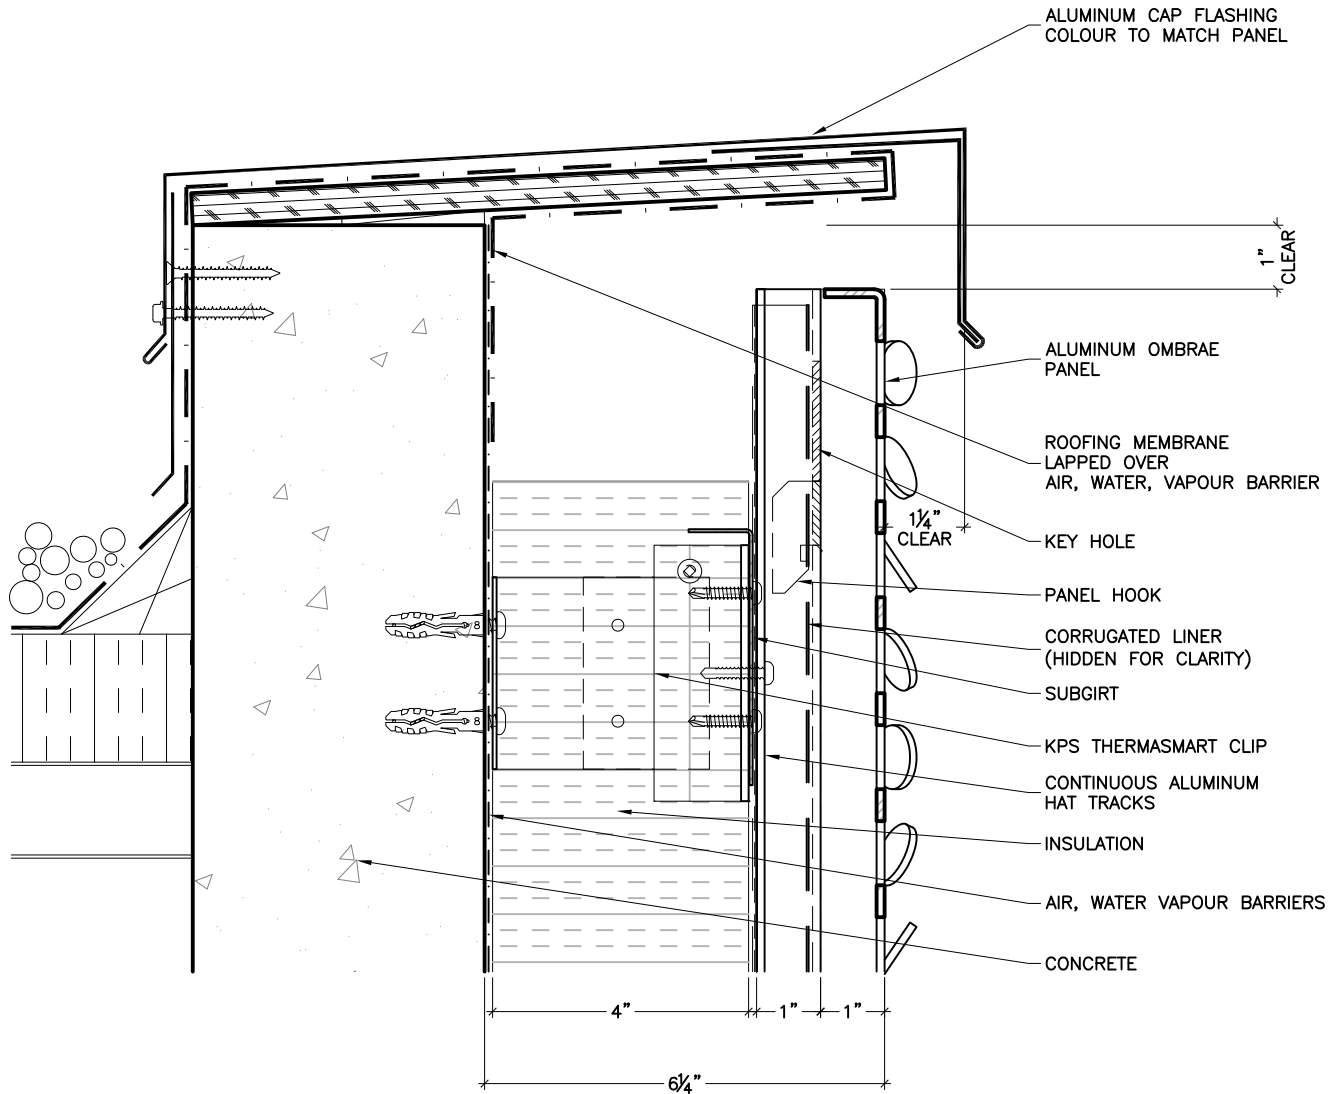 ALUMINUM CAP FLASHING
COLOUR TO MATCH PANEL
1"
CLEAR
ALUMINUM OMBRAE
PANEL
ROOFING MEMBRANE
LAPPED OVER
AIR, WATER, VAPOUR BARRIER
1¼"
CLEAR
KEY HOLE
PANEL HOOK
CORRUGATED LINER
(HIDDEN FOR CLARITY)
SUBGIRT
8
8
KPS THERMASMART CLIP
CONTINUOUS ALUMINUM
HAT TRACKS
INSULATION
AIR, WATER VAPOUR BARRIERS
CONCRETE
4" 1" 1"
6¼"